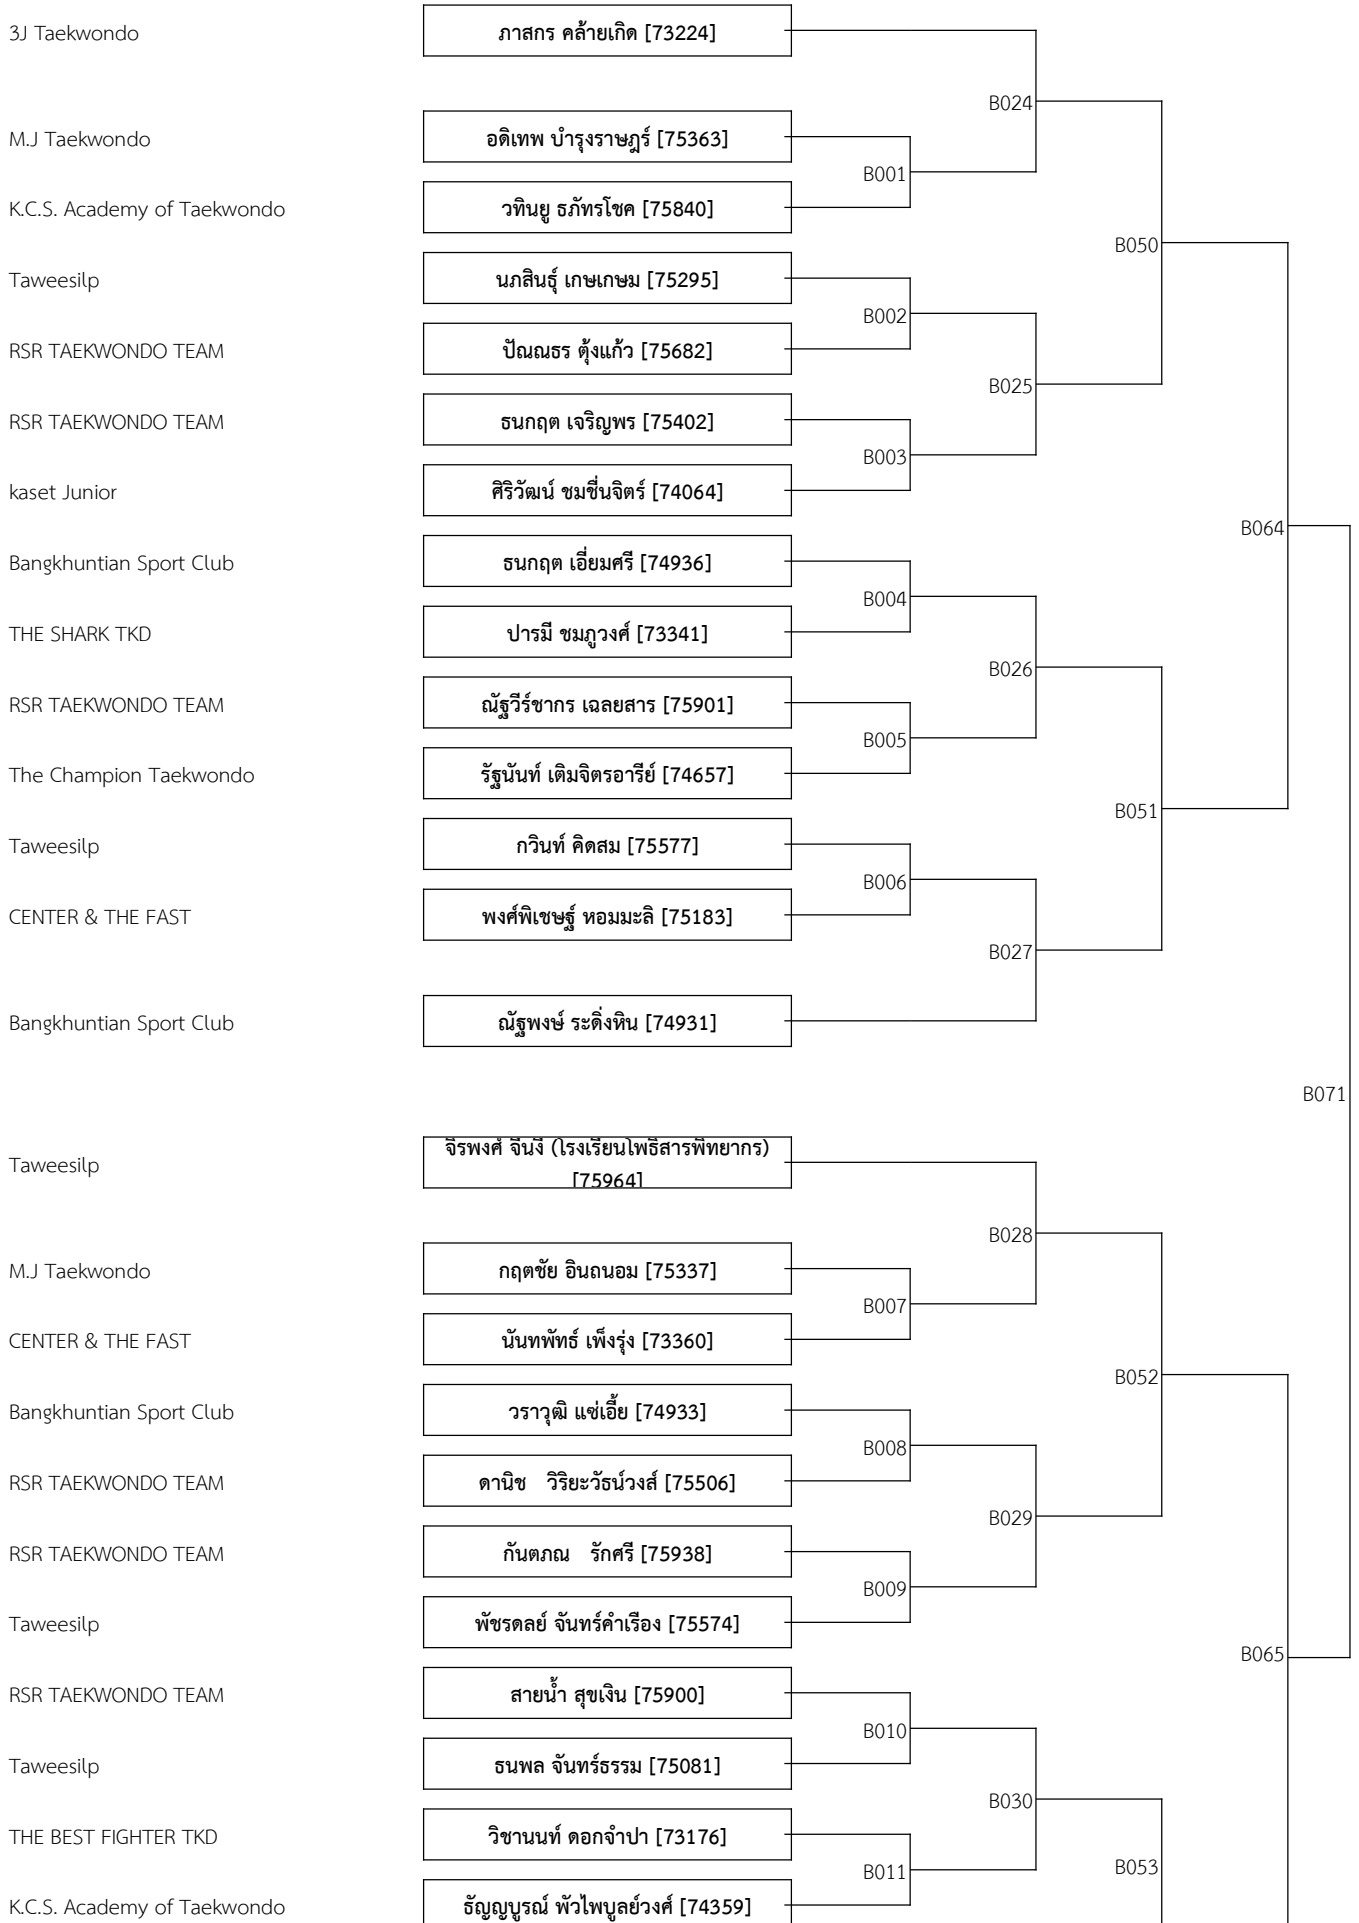 3J Taekwondo ภาสกร คล้ายเกิด [73224]
B024
M.J Taekwondo อดิเทพ บำรุงราษฎร์ [75363]
B001
K.C.S. Academy of Taekwondo วทินยู ธภัทรโชค [75840]
B050
Taweesilp นภสินธุ์ เกษเกษม [75295]
B002
RSR TAEKWONDO TEAM ปัณณธร ตุ้งแก้ว [75682]
B025
RSR TAEKWONDO TEAM ธนกฤต เจริญพร [75402]
B003
kaset Junior ศิริวัฒน์ ชมชื่นจิตร์ [74064]
B064
Bangkhuntian Sport Club ธนกฤต เอี่ยมศรี [74936]
B004
THE SHARK TKD ปารมี ชมภูวงศ์ [73341]
B026
RSR TAEKWONDO TEAM ณัฐวีร์ชากร เฉลยสาร [75901]
B005
The Champion Taekwondo รัฐนันท์ เติมจิตรอารีย์ [74657]
B051
Taweesilp กวินท์ คิดสม [75577]
B006
CENTER & THE FAST พงศ์พิเชษฐ์ หอมมะลิ [75183]
B027
Bangkhuntian Sport Club ณัฐพงษ์ ระดิ่งหิน [74931]
B071
Taweesilp จิรพงศ์ จีนงี่ (โรงเรียนโพธิสารพิทยากร)
[75964]
B028
M.J Taekwondo กฤตชัย อินถนอม [75337]
B007
CENTER & THE FAST นันทพัทธ์ เพ็งรุ่ง [73360]
B052
Bangkhuntian Sport Club วราวุฒิ แซ่เอี้ย [74933]
B008
RSR TAEKWONDO TEAM ดานิช วิริยะวัธน์วงส์ [75506]
B029
RSR TAEKWONDO TEAM กันตภณ รักศรี [75938]
B009
Taweesilp พัชรดลย์ จันทร์คำเรือง [75574]
B065
RSR TAEKWONDO TEAM สายน้ำ สุขเงิน [75900]
B010
Taweesilp ธนพล จันทร์ธรรม [75081]
B030
THE BEST FIGHTER TKD วิชานนท์ ดอกจำปา [73176]
B011 B053
K.C.S. Academy of Taekwondo ธัญญบูรณ์ พัวไพบูลย์วงศ์ [74359]